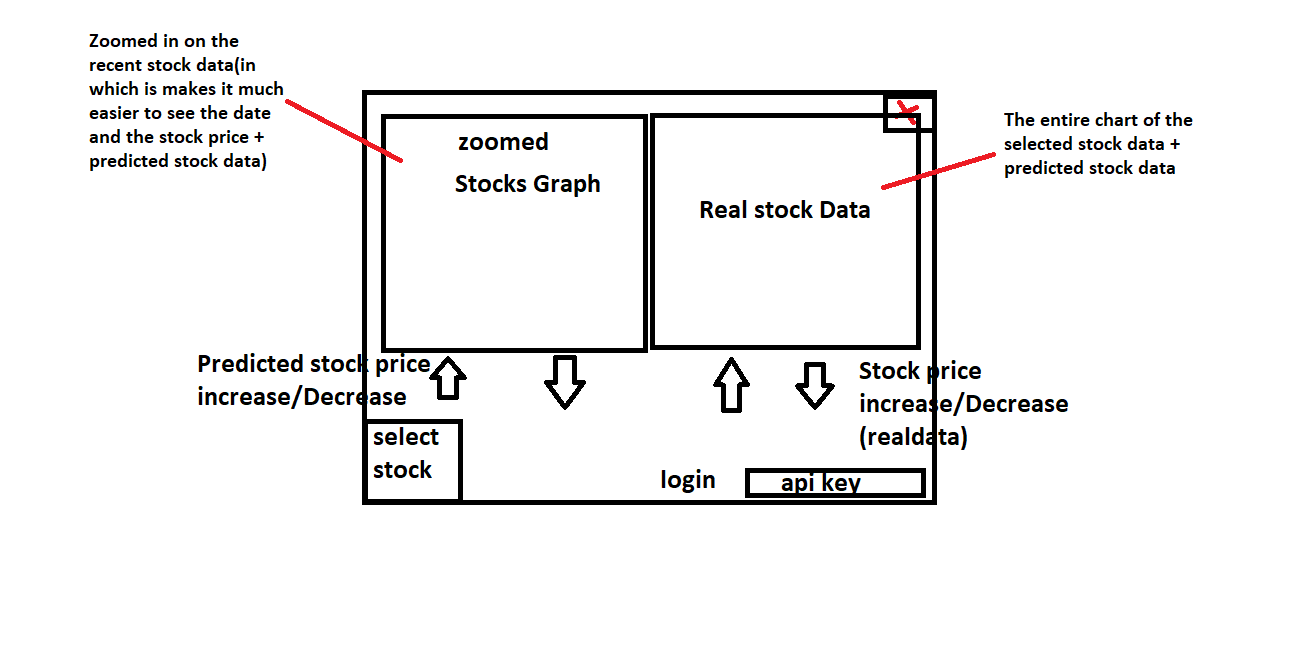 Zoomed in on the
recent stock data(in
which is makes it much
easier to see the date
and the stock price +
predicted stock data)
zoomed
Stocks Graph
Real stock Data
The entire chart of the
selected stock data +
predicted stock data
Predicted stock price
increase/Decrease
Stock price
increase/Decrease
(realdata)
select
stock
login
api key